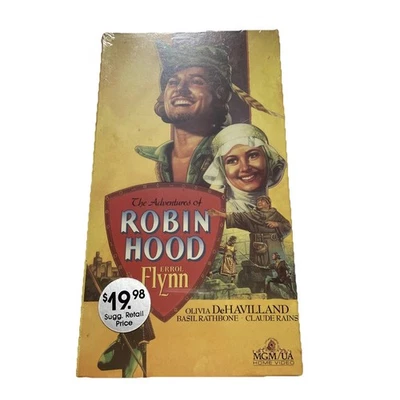 The Adventures of
ROBIN
HOOD
ERROL
Flynn
$19.98
Sugg. Retail
Price
OLIVIA DeHAVILLAND
BASIL RATHBONE · CLAUDE RAINS
MGM/UA
HOME VIDEO